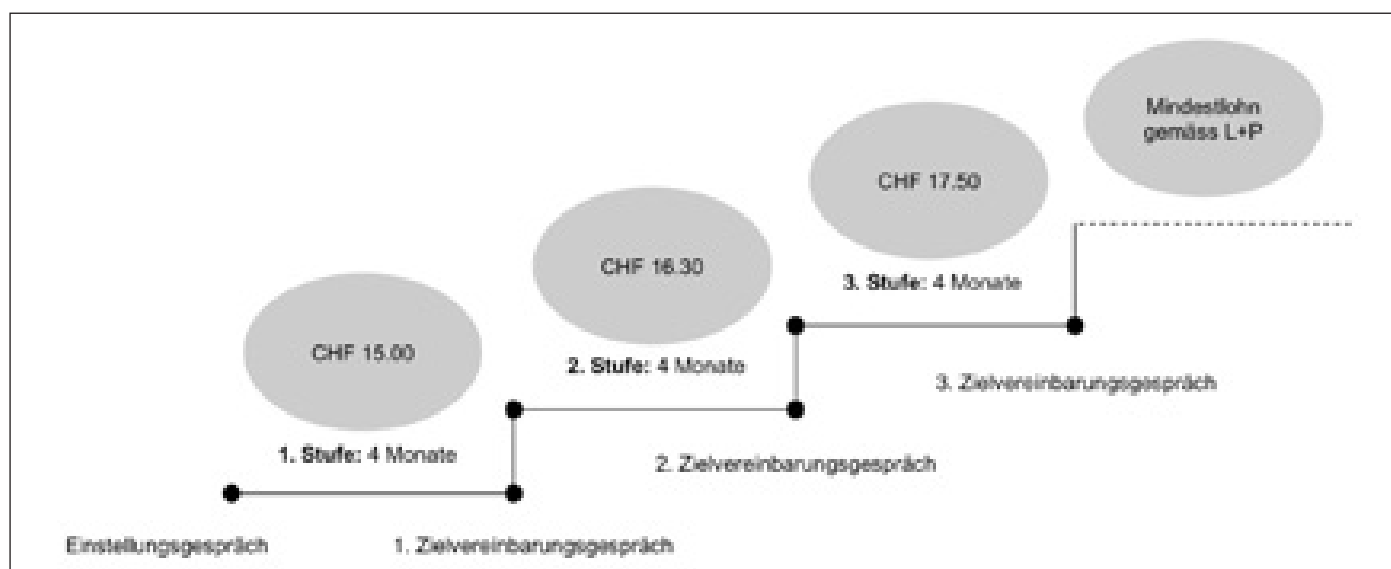 Mindestlohn
gemäss L+P
CHF 17.50
3. Stufe: 4 Monate
CHF 16.30
2. Stufe: 4 Monate
CHF 15.00
1. Stufe: 4 Monate
3. Zielvereinbarungsgespräch
2. Zielvereinbarungsgespräch
Einstellungsgespräch
1. Zielvereinbarungsgespräch